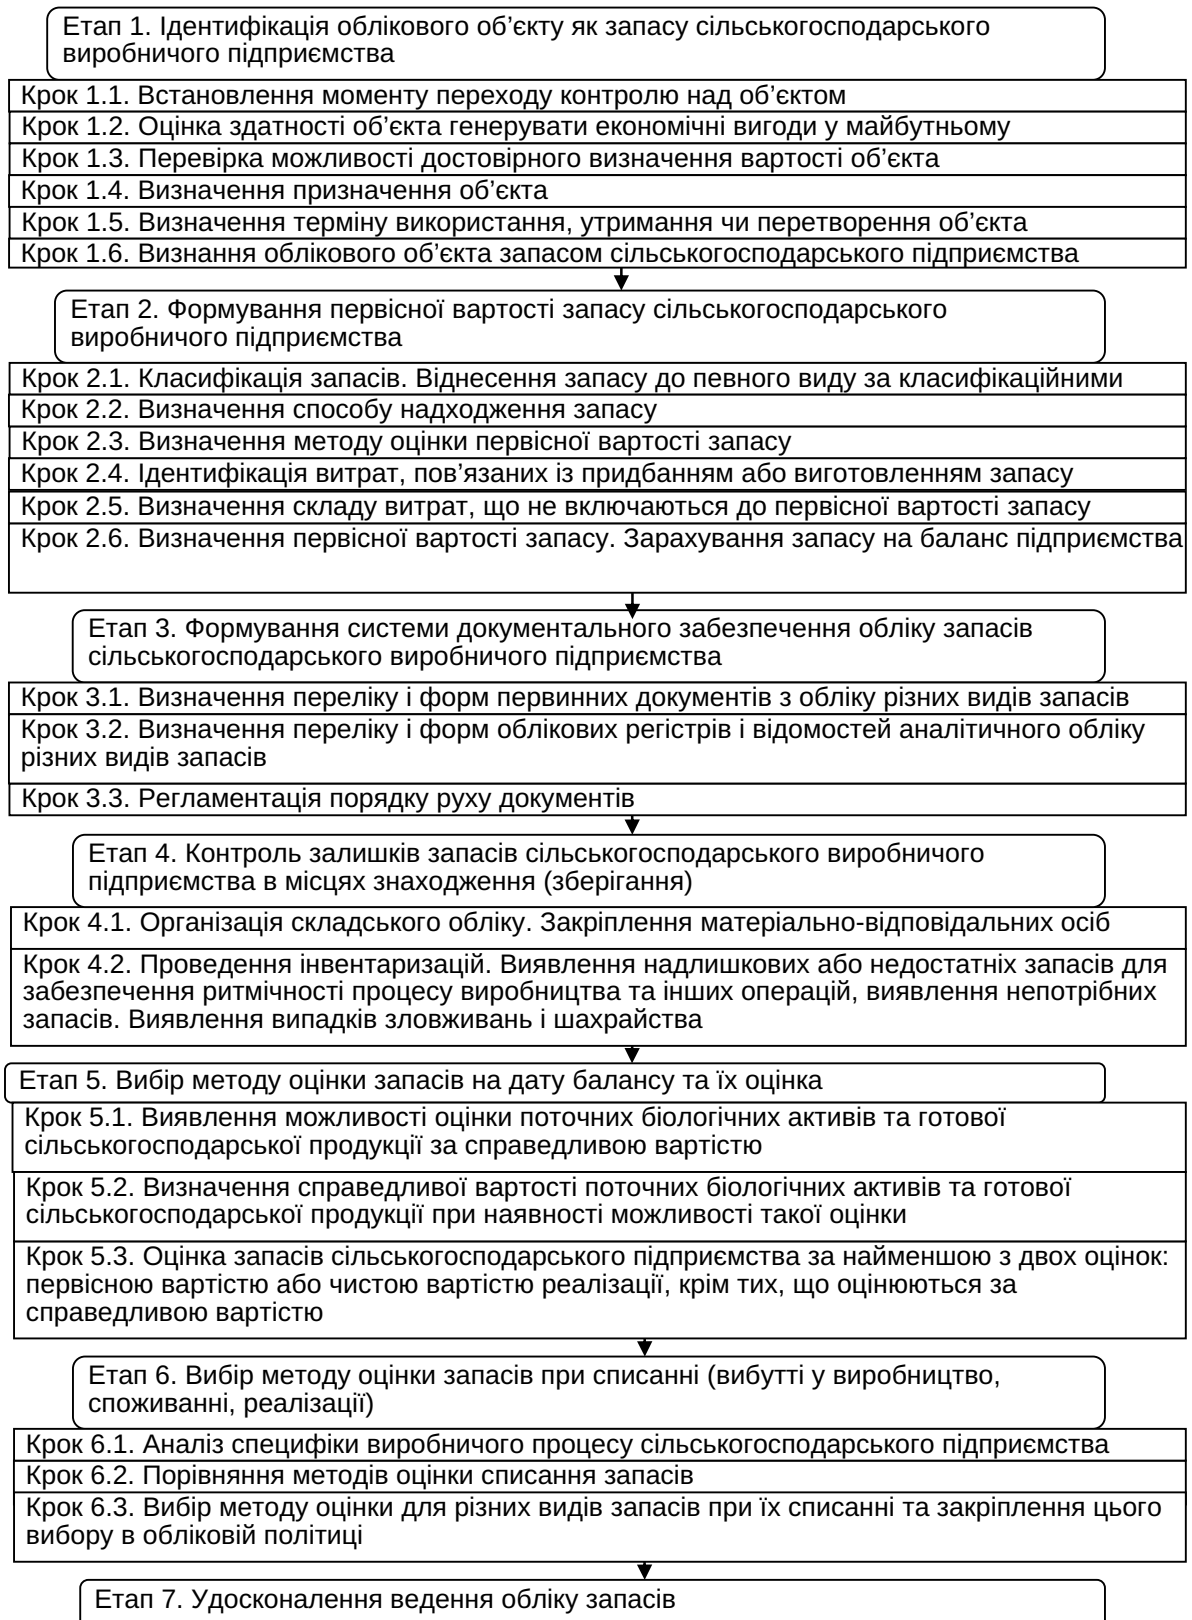 Етап 1. Ідентифікація облікового об’єкту як запасу сільськогосподарського
виробничого підприємства
Крок 1.1. Встановлення моменту переходу контролю над об’єктом
Крок 1.2. Оцінка здатності об’єкта генерувати економічні вигоди у майбутньому
Крок 1.3. Перевірка можливості достовірного визначення вартості об’єкта
Крок 1.4. Визначення призначення об’єкта
Крок 1.5. Визначення терміну використання, утримання чи перетворення об’єкта
Крок 1.6. Визнання облікового об’єкта запасом сільськогосподарського підприємства
Етап 2. Формування первісної вартості запасу сільськогосподарського
виробничого підприємства
Крок 2.1. Класифікація запасів. Віднесення запасу до певного виду за класифікаційними
Крок 2.2. Визначення способу надходження запасу
Крок 2.3. Визначення методу оцінки первісної вартості запасу
Крок 2.4. Ідентифікація витрат, пов’язаних із придбанням або виготовленням запасу
Крок 2.5. Визначення складу витрат, що не включаються до первісної вартості запасу
Крок 2.6. Визначення первісної вартості запасу. Зарахування запасу на баланс підприємства
Етап 3. Формування системи документального забезпечення обліку запасів
сільськогосподарського виробничого підприємства
Крок 3.1. Визначення переліку і форм первинних документів з обліку різних видів запасів
Крок 3.2. Визначення переліку і форм облікових регістрів і відомостей аналітичного обліку
різних видів запасів
Крок 3.3. Регламентація порядку руху документів
Етап 4. Контроль залишків запасів сільськогосподарського виробничого
підприємства в місцях знаходження (зберігання)
Крок 4.1. Організація складського обліку. Закріплення матеріально-відповідальних осіб
Крок 4.2. Проведення інвентаризацій. Виявлення надлишкових або недостатніх запасів для
забезпечення ритмічності процесу виробництва та інших операцій, виявлення непотрібних
запасів. Виявлення випадків зловживань і шахрайства
Етап 5. Вибір методу оцінки запасів на дату балансу та їх оцінка
Крок 5.1. Виявлення можливості оцінки поточних біологічних активів та готової
сільськогосподарської продукції за справедливою вартістю
Крок 5.2. Визначення справедливої вартості поточних біологічних активів та готової
сільськогосподарської продукції при наявності можливості такої оцінки
Крок 5.3. Оцінка запасів сільськогосподарського підприємства за найменшою з двох оцінок:
первісною вартістю або чистою вартістю реалізації, крім тих, що оцінюються за
справедливою вартістю
Етап 6. Вибір методу оцінки запасів при списанні (вибутті у виробництво,
споживанні, реалізації)
Крок 6.1. Аналіз специфіки виробничого процесу сільськогосподарського підприємства
Крок 6.2. Порівняння методів оцінки списання запасів
Крок 6.3. Вибір методу оцінки для різних видів запасів при їх списанні та закріплення цього
вибору в обліковій політиці
Етап 7. Удосконалення ведення обліку запасів